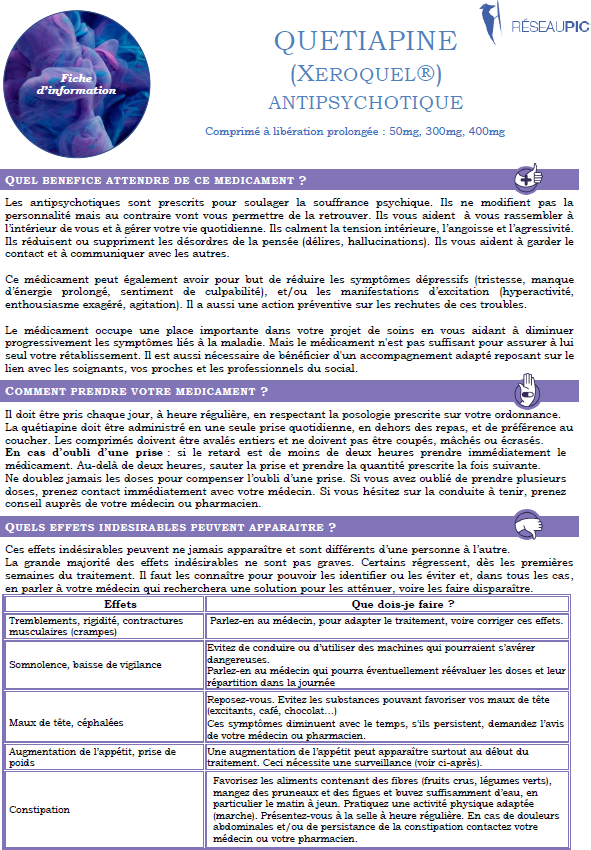 Fiche
d'information
RÉSEAUPIC
QUETIAPINE
(XEROQUEL®)
ANTIPSYCHOTIQUE
Comprimé à libération prolongée : 50mg, 300mg, 400mg
QUEL BENEFICE ATTENDRE DE CE MEDICAMENT ?
Les antipsychotiques sont prescrits pour soulager la souffrance psychique. Ils ne modifient pas la
personnalité mais au contraire vont vous permettre de la retrouver. Ils vous aident à vous rassembler à
l'intérieur de vous et à gérer votre vie quotidienne. Ils calment la tension intérieure, l'angoisse et l'agressivité.
Ils réduisent ou suppriment les désordres de la pensée (délires, hallucinations). Ils vous aident à garder le
contact et à communiquer avec les autres.
Ce médicament peut également avoir pour but de réduire les symptômes dépressifs (tristesse, manque
d'énergie prolongé, sentiment de culpabilité), et/ou les manifestations d'excitation (hyperactivité,
enthousiasme exagéré, agitation). Il a aussi une action préventive sur les rechutes de ces troubles.
Le médicament occupe une place importante dans votre projet de soins en vous aidant à diminuer
progressivement les symptômes liés à la maladie. Mais le médicament n'est pas suffisant pour assurer à lui
seul votre rétablissement. Il est aussi nécessaire de bénéficier d'un accompagnement adapté reposant sur le
lien avec les soignants, vos proches et les professionnels du social.
COMMENT PRENDRE VOTRE MEDICAMENT ?
Il doit être pris chaque jour, à heure régulière, en respectant la posologie prescrite sur votre ordonnance.
La quétiapine doit être administré en une seule prise quotidienne, en dehors des repas, et de préférence au
coucher. Les comprimés doivent être avalés entiers et ne doivent pas être coupés, mâchés ou écrasés.
En cas d'oubli d'une prise : si le retard est de moins de deux heures prendre immédiatement le
médicament. Au-delà de deux heures, sauter la prise et prendre la quantité prescrite la fois suivante.
Ne doublez jamais les doses pour compenser l'oubli d'une prise. Si vous avez oublié de prendre plusieurs
doses, prenez contact immédiatement avec votre médecin. Si vous hésitez sur la conduite à tenir, prenez
conseil auprès de votre médecin ou pharmacien.
QUELS EFFETS INDESIRABLES PEUVENT APPARAITRE ?
Ces effets indésirables peuvent ne jamais apparaître et sont différents d'une personne à l'autre.
La grande majorité des effets indésirables ne sont pas graves. Certains régressent, dès les premières
semaines du traitement. Il faut les connaître pour pouvoir les identifier ou les éviter et, dans tous les cas,
en parler à votre médecin qui recherchera une solution pour les atténuer, voire les faire disparaître.
Effets
Que dois-je faire ?
Tremblements, rigidité, contractures
musculaires (crampes)
Parlez-en au médecin, pour adapter le traitement, voire corriger ces effets.
Somnolence, baisse de vigilance
Evitez de conduire ou d'utiliser des machines qui pourraient s'avérer
dangereuses.
Parlez-en au médecin qui pourra éventuellement réévaluer les doses et leur
répartition dans la journée
Maux de tête, céphalées
Reposez-vous. Evitez les substances pouvant favoriser vos maux de tête
(excitants, café, chocolat...)
Ces symptômes diminuent avec le temps, s'ils persistent, demandez l'avis
de votre médecin ou pharmacien.
Augmentation de l'appétit, prise de
poids
Une augmentation de l'appétit peut apparaître surtout au début du
traitement. Ceci nécessite une surveillance (voir ci-après).
Constipation
Favorisez les aliments contenant des fibres (fruits crus, légumes verts),
mangez des pruneaux et des figues et buvez suffisamment d'eau, en
particulier le matin à jeun. Pratiquez une activité physique adaptée
(marche). Présentez-vous à la selle à heure régulière. En cas de douleurs
abdominales et/ou de persistance de la constipation contactez votre
médecin ou votre pharmacien.